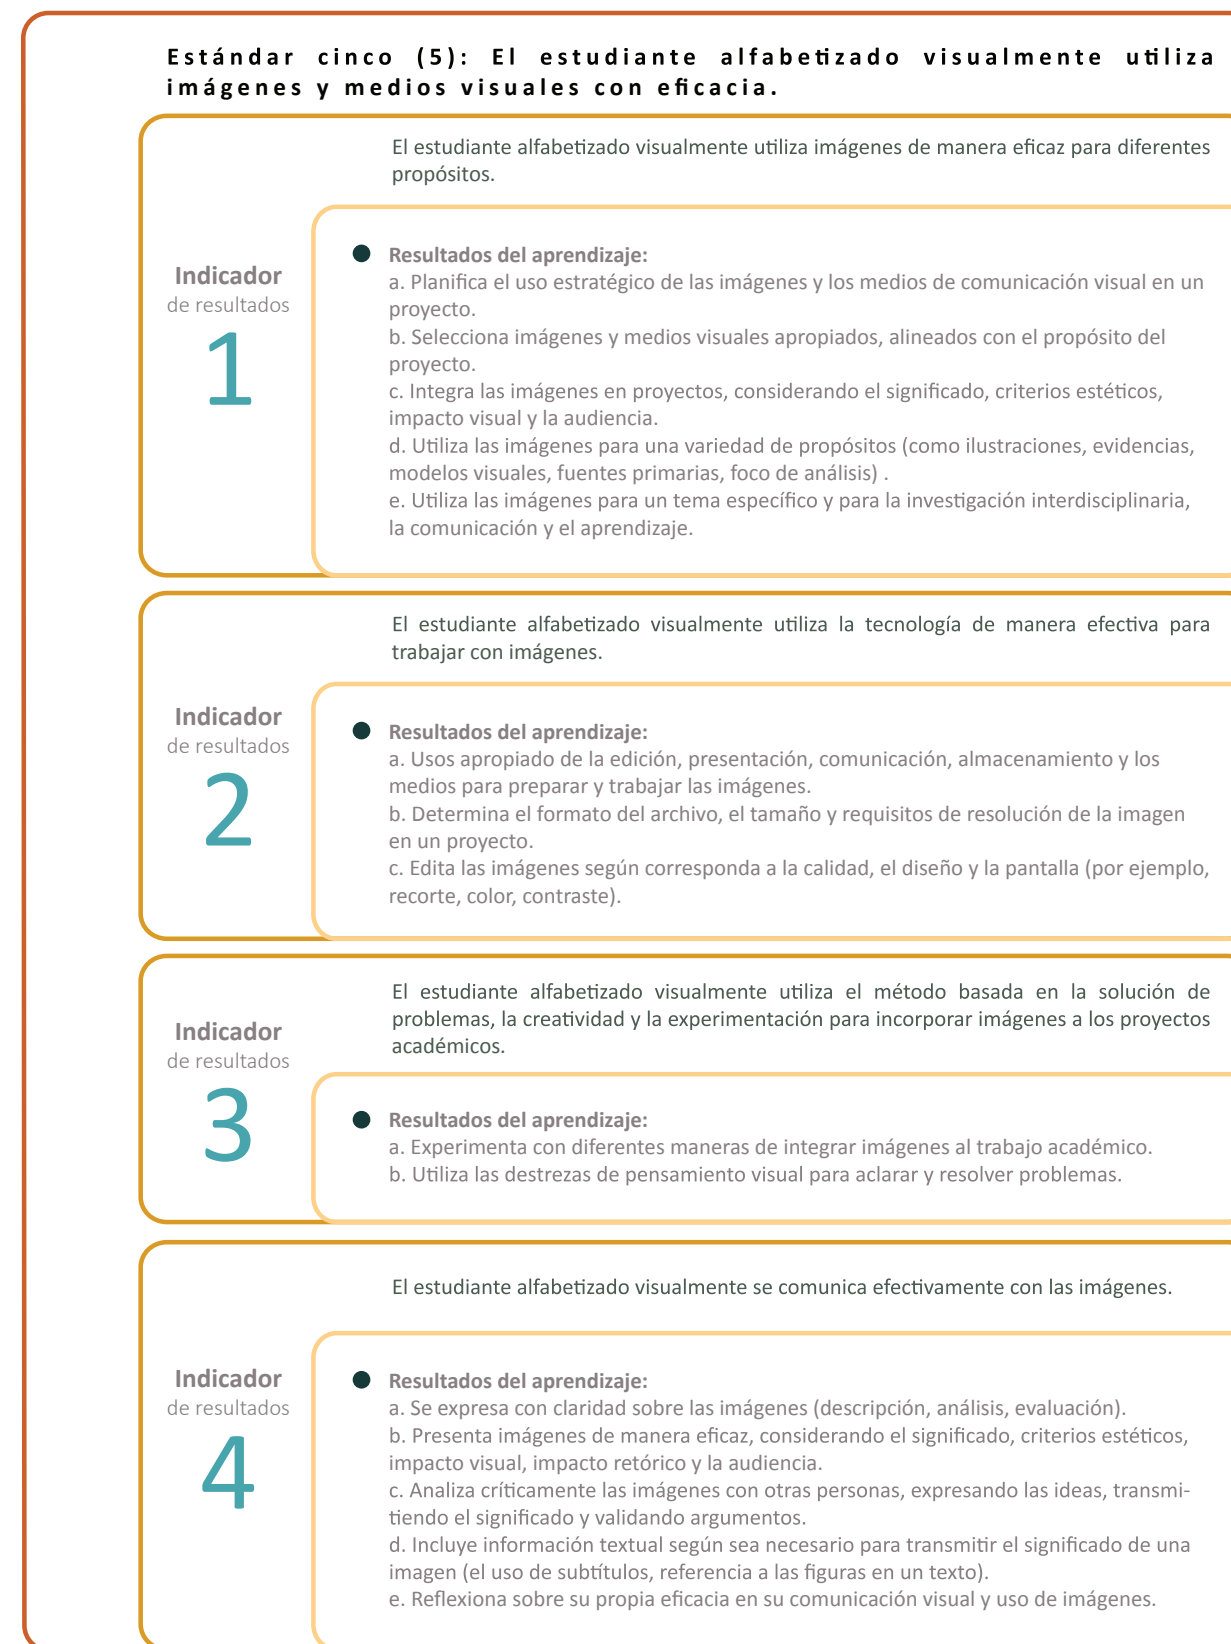 Estándar cinco (5): El estudiante alfabetizado visualmente utiliza
imágenes y medios visuales con eficacia.
El estudiante alfabetizado visualmente utiliza imágenes de manera eficaz para diferentes
propósitos.
Indicador
de resultados
1
Resultados del aprendizaje:
a. Planifica el uso estratégico de las imágenes y los medios de comunicación visual en un
proyecto.
b. Selecciona imágenes y medios visuales apropiados, alineados con el propósito del
proyecto.
c. Integra las imágenes en proyectos, considerando el significado, criterios estéticos,
impacto visual y la audiencia.
d. Utiliza las imágenes para una variedad de propósitos (como ilustraciones, evidencias,
modelos visuales, fuentes primarias, foco de análisis) .
e. Utiliza las imágenes para un tema específico y para la investigación interdisciplinaria,
la comunicación y el aprendizaje.
El estudiante alfabetizado visualmente utiliza la tecnología de manera efectiva para
trabajar con imágenes.
Indicador
de resultados
2
Resultados del aprendizaje:
a. Usos apropiado de la edición, presentación, comunicación, almacenamiento y los
medios para preparar y trabajar las imágenes.
b. Determina el formato del archivo, el tamaño y requisitos de resolución de la imagen
en un proyecto.
c. Edita las imágenes según corresponda a la calidad, el diseño y la pantalla (por ejemplo,
recorte, color, contraste).
El estudiante alfabetizado visualmente utiliza el método basada en la solución de
problemas, la creatividad y la experimentación para incorporar imágenes a los proyectos
académicos.
Indicador
de resultados
3
Resultados del aprendizaje:
a. Experimenta con diferentes maneras de integrar imágenes al trabajo académico.
b. Utiliza las destrezas de pensamiento visual para aclarar y resolver problemas.
El estudiante alfabetizado visualmente se comunica efectivamente con las imágenes.
Indicador
de resultados
4
Resultados del aprendizaje:
a. Se expresa con claridad sobre las imágenes (descripción, análisis, evaluación).
b. Presenta imágenes de manera eficaz, considerando el significado, criterios estéticos,
impacto visual, impacto retórico y la audiencia.
c. Analiza críticamente las imágenes con otras personas, expresando las ideas, transmi-
tiendo el significado y validando argumentos.
d. Incluye información textual según sea necesario para transmitir el significado de una
imagen (el uso de subtítulos, referencia a las figuras en un texto).
e. Reflexiona sobre su propia eficacia en su comunicación visual y uso de imágenes.